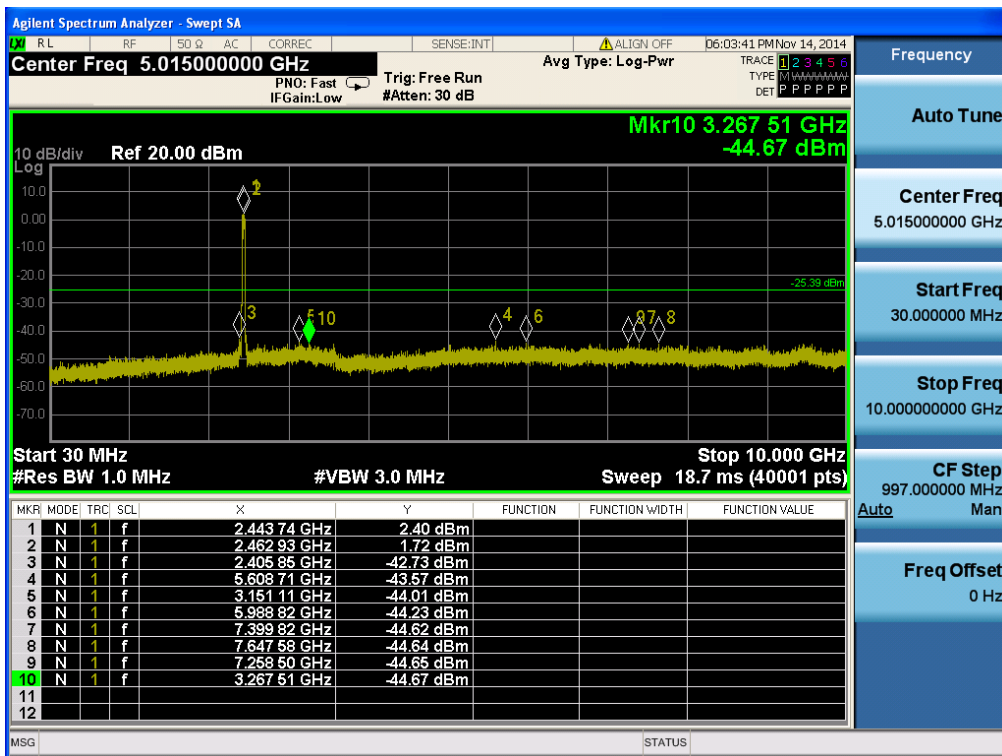 Agilent Spectrum Analyzer - Swept SA
LXI RL RF 50 Ω AC CORREC SENSE:INT ALIGN OFF 06:03:41 PM Nov 14, 2014
Center Freq 5.015000000 GHz
PNO: Fast
IFGain:Low
Trig: Free Run
#Atten: 30 dB
Avg Type: Log-Pwr
TRACE 1 2 3 4 5 6
TYPE M WWWWW
DET P P P P P P
Mkr10 3.267 51 GHz
-44.67 dBm
10 dB/div Ref 20.00 dBm
Log
10.0
0.00
-10.0
-20.0
-30.0
-40.0
-50.0
-60.0
-70.0
-25.39 dBm
3
10
4
6
7
8
Start 30 MHz Stop 10.000 GHz
#Res BW 1.0 MHz #VBW 3.0 MHz Sweep 18.7 ms (40001 pts)
MKR MODE TRC SCL X Y FUNCTION FUNCTION WIDTH FUNCTION VALUE
1 N 1 f 2.443 74 GHz 2.40 dBm
2 N 1 f 2.462 93 GHz 1.72 dBm
3 N 1 f 2.405 85 GHz -42.73 dBm
4 N 1 f 5.608 71 GHz -43.57 dBm
5 N 1 f 3.151 11 GHz -44.01 dBm
6 N 1 f 5.988 82 GHz -44.23 dBm
7 N 1 f 7.399 82 GHz -44.62 dBm
8 N 1 f 7.647 58 GHz -44.64 dBm
9 N 1 f 7.258 50 GHz -44.65 dBm
10 N 1 f 3.267 51 GHz -44.67 dBm
11
12
MSG STATUS
Frequency
Auto Tune
Center Freq
5.015000000 GHz
Start Freq
30.000000 MHz
Stop Freq
10.000000000 GHz
CF Step
997.000000 MHz
Auto Man
Freq Offset
0 Hz